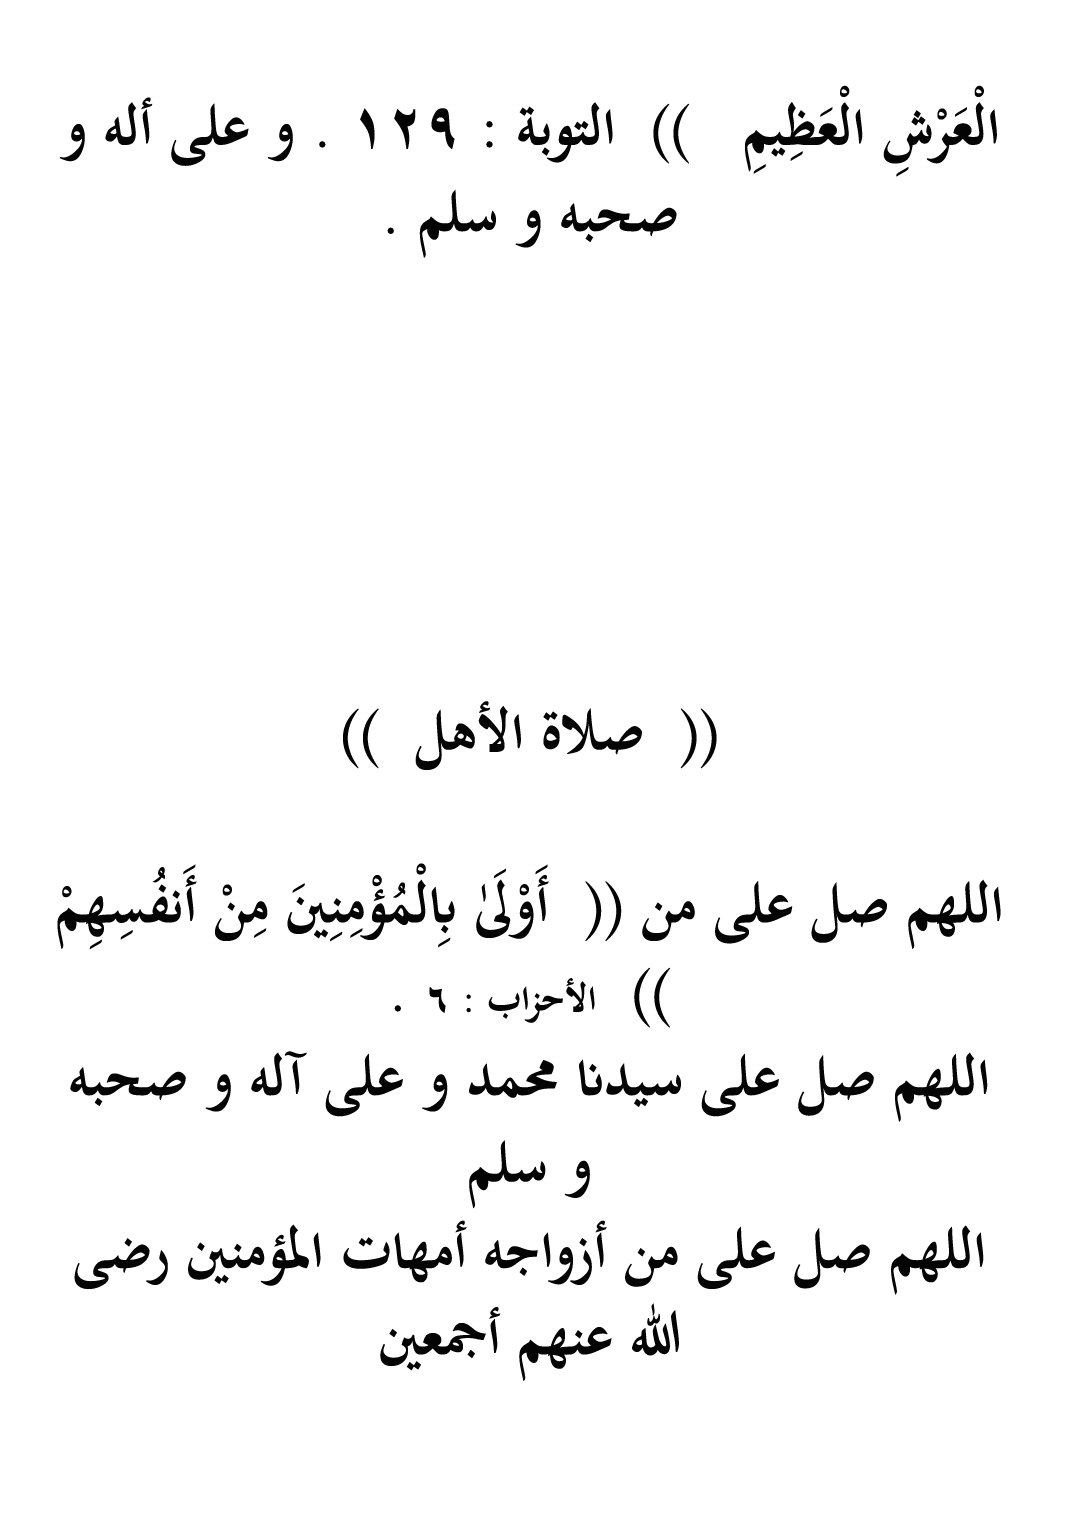 الْعَرْشِ الْعَظِيمِ )) التوبة : ١٢٩ . و على أله و
صحبه و سلم .
(( صلاة الأهل ))
اللهم صل على من (( أَوْلَىٰ بِالْمُؤْمِنِينَ مِنْ أَنفُسِهِمْ
)) الأحزاب : ٦ .
اللهم صل على سيدنا محمد و على آله و صحبه
و سلم
اللهم صل على من أزواجه أمهات المؤمنين رضى
الله عنهم أجمعين